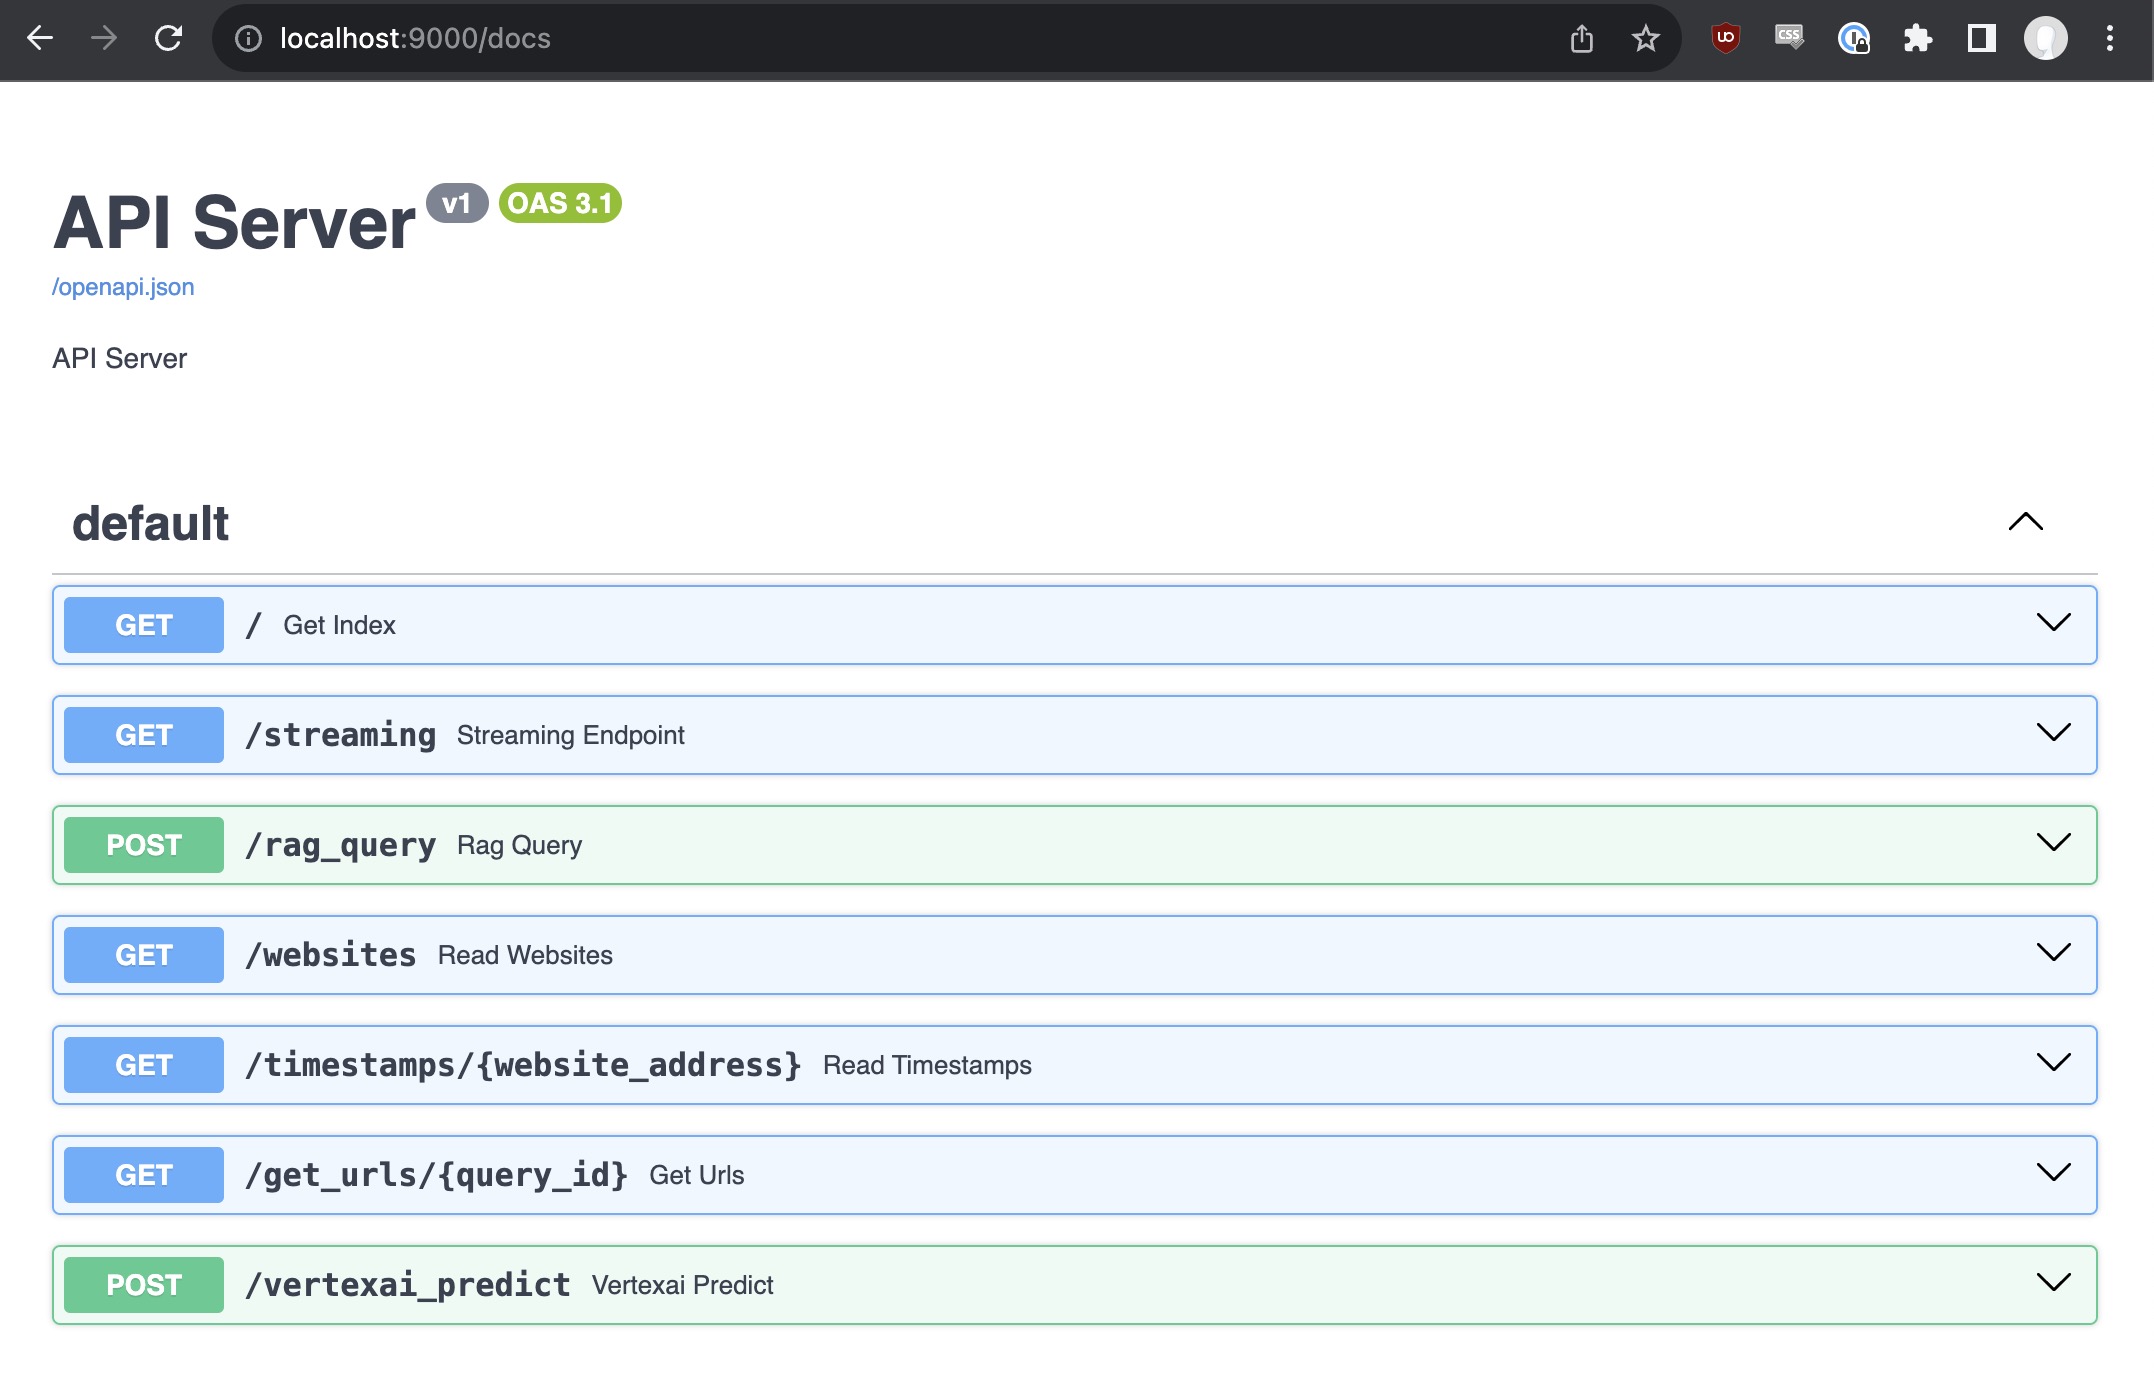 localhost:9000/docs
UO CSS
API Server v1 OAS 3.1
/openapi.json
API Server
default
GET / Get Index
GET /streaming Streaming Endpoint
POST /rag_query Rag Query
GET /websites Read Websites
GET /timestamps/{website_address} Read Timestamps
GET /get_urls/{query_id} Get Urls
POST /vertexai_predict Vertexai Predict